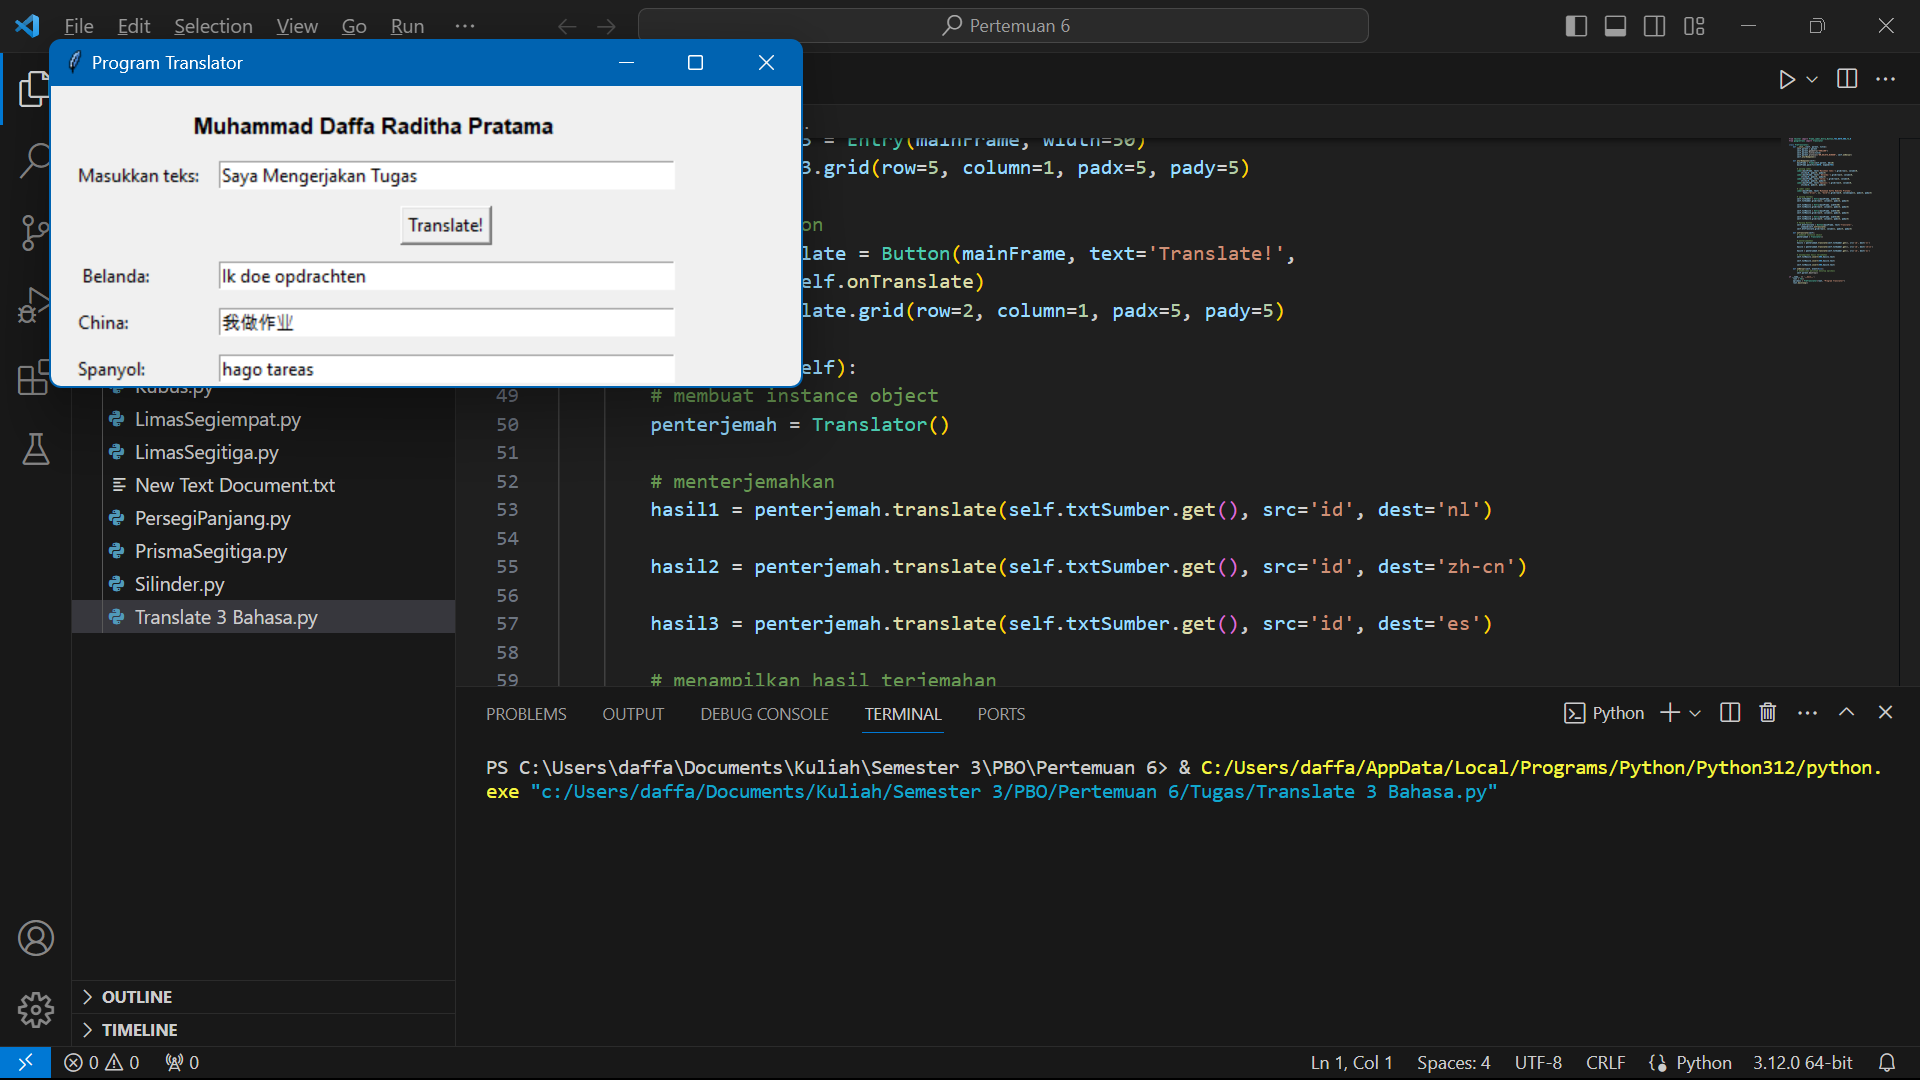 File Edit Selection View Go Run ···
Pertemuan 6
Program Translator
Muhammad Daffa Raditha Pratama
Masukkan teks: Saya Mengerjakan Tugas
Translate!
Belanda: Ik doe opdrachten
China: 我做作业
Spanyol: hago tareas
3 = Entry(mainFrame, width=50)
3.grid(row=5, column=1, padx=5, pady=5)
on
late = Button(mainFrame, text='Translate!',
elf.onTranslate)
late.grid(row=2, column=1, padx=5, pady=5)
elf):
49 # membuat instance object
50 penterjemah = Translator()
51
52 # menterjemahkan
53 hasil1 = penterjemah.translate(self.txtSumber.get(), src='id', dest='nl')
54
55 hasil2 = penterjemah.translate(self.txtSumber.get(), src='id', dest='zh-cn')
56
57 hasil3 = penterjemah.translate(self.txtSumber.get(), src='id', dest='es')
58
59 # menampilkan hasil terjemahan
Kubus.py
LimasSegiempat.py
LimasSegitiga.py
New Text Document.txt
PersegiPanjang.py
PrismaSegitiga.py
Silinder.py
Translate 3 Bahasa.py
OUTLINE
TIMELINE
PROBLEMS OUTPUT DEBUG CONSOLE TERMINAL PORTS
Python
PS C:\Users\daffa\Documents\Kuliah\Semester 3\PBO\Pertemuan 6> & C:/Users/daffa/AppData/Local/Programs/Python/Python312/python.
exe "c:/Users/daffa/Documents/Kuliah/Semester 3/PBO/Pertemuan 6/Tugas/Translate 3 Bahasa.py"
0 0 0
Ln 1, Col 1 Spaces: 4 UTF-8 CRLF Python 3.12.0 64-bit